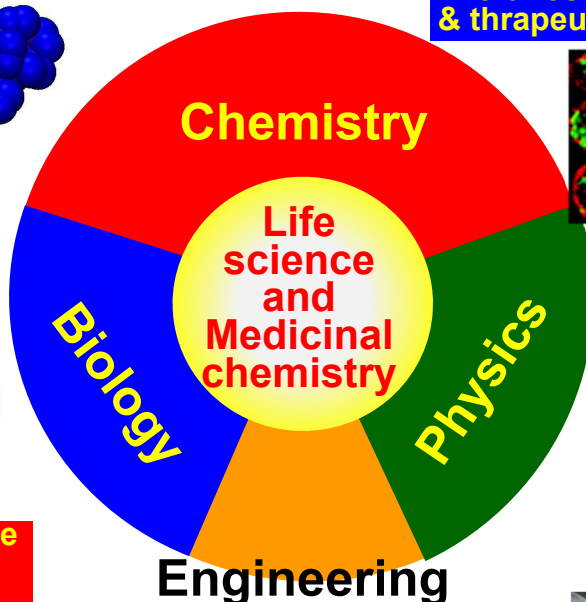 & thrapeu
Chemistry
Life
science
and
Medicinal
chemistry
Biology
Physics
e
Engineering